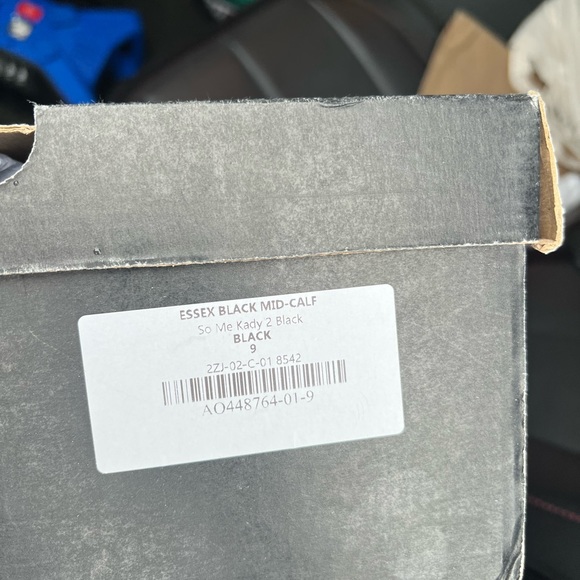 ESSEX BLACK MID-CALF
So Me Kady 2 Black
BLACK
9
2ZJ-02-C-01 8542
AO448764-01-9